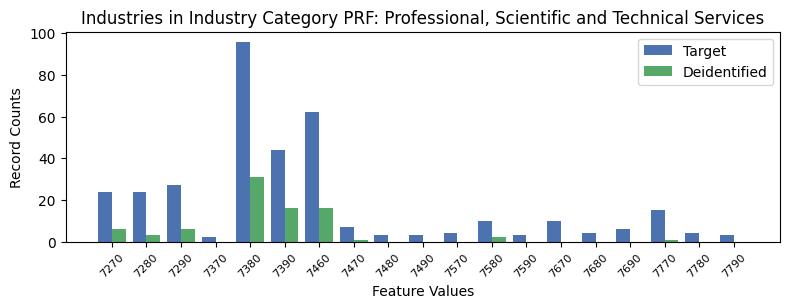 Industries in Industry Category PRF: Professional, Scientific and Technical Services
Target
Deidentified
Record Counts
100
80
60
40
20
0
7270 7280 7290 7370 7380 7390 7460 7470 7480 7490 7570 7580 7590 7670 7680 7690 7770 7780 7790
Feature Values